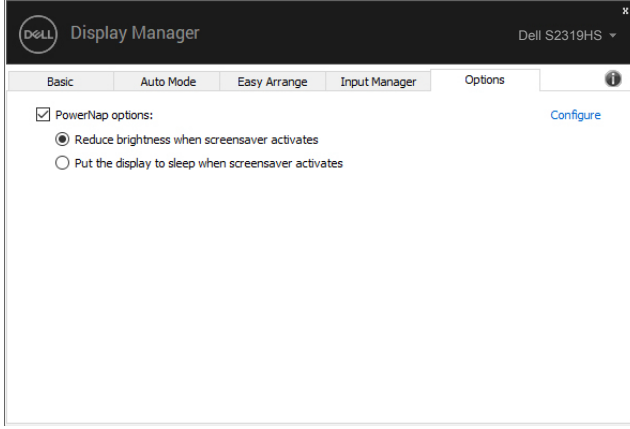 x
DELL Display Manager
Dell S2319HS
Basic Auto Mode Easy Arrange Input Manager Options
PowerNap options: Configure
Reduce brightness when screensaver activates
Put the display to sleep when screensaver activates